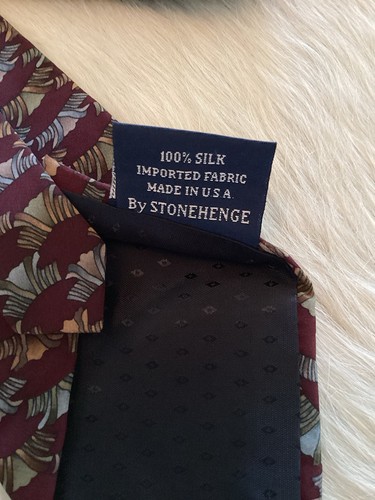 100% SILK
IMPORTED FABRIC
MADE IN U.S.A.
By STONEHENGE